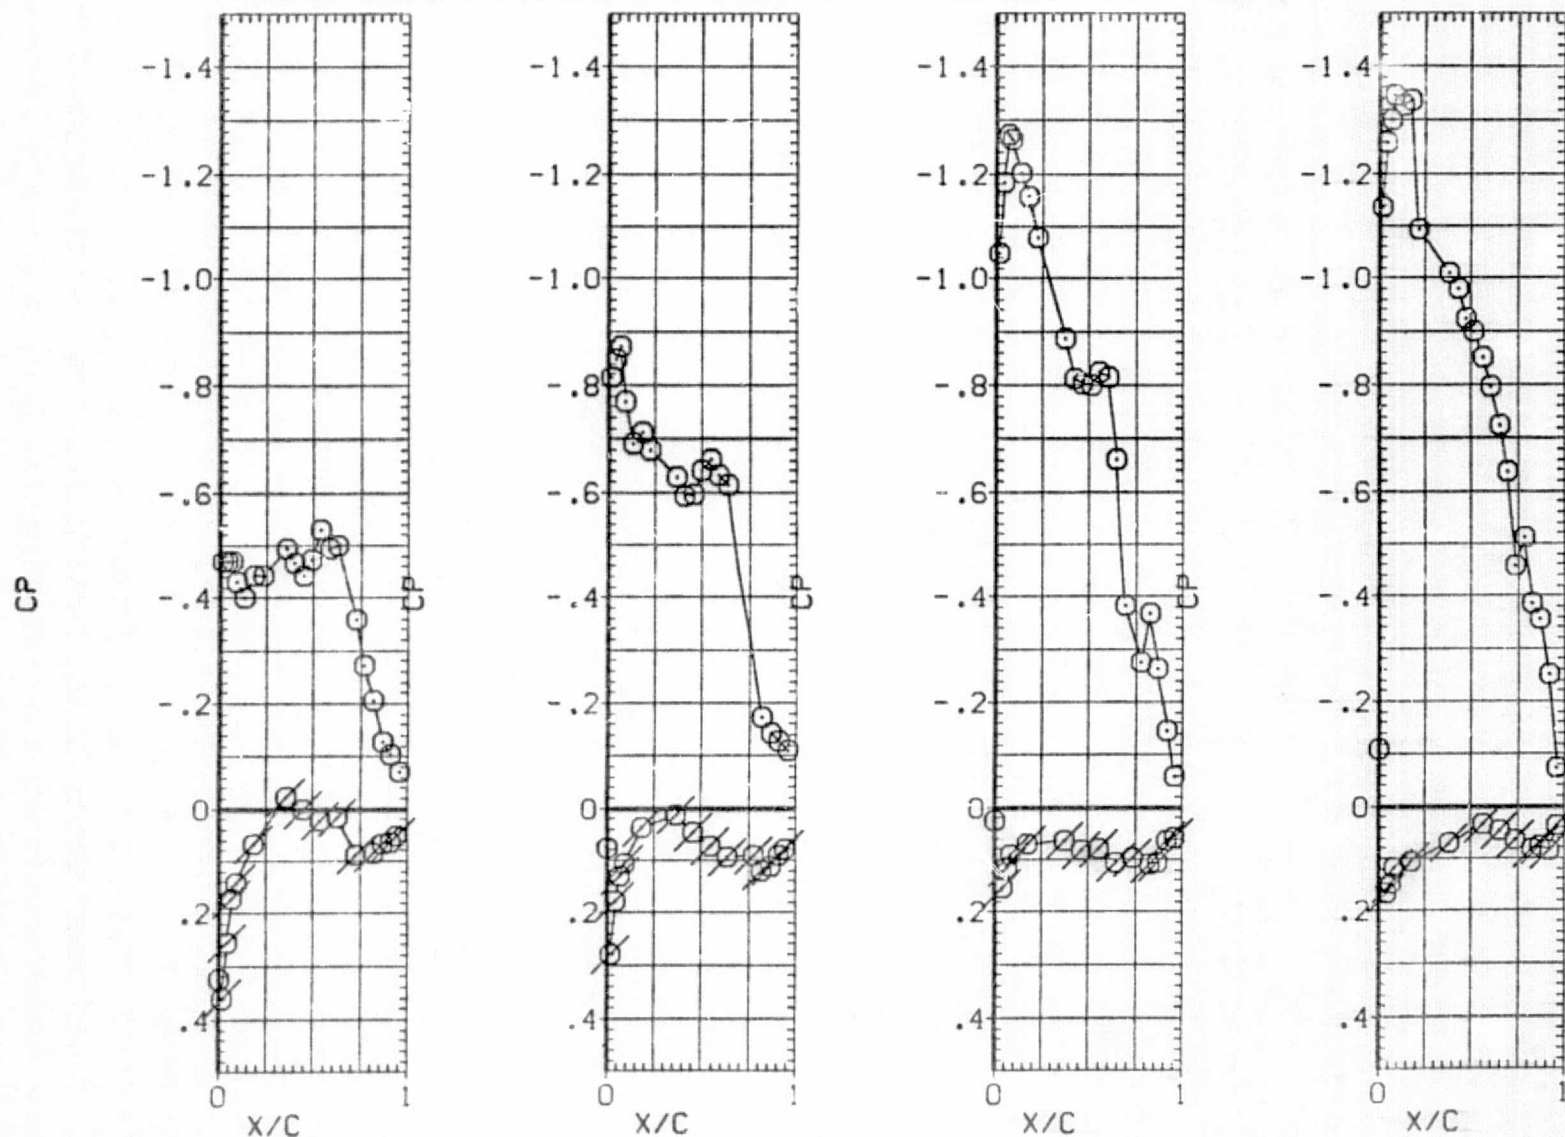 -1.4 -1.4 -1.4 -1.4
-1.2 -1.2 -1.2 -1.2
-1.0 -1.0 -1.0 -1.0
-.8 -.8 -.8 -.8
-.6 -.6 -.6 -.6
CP -.4 CP -.4 -.4 CP -.4
-.2 -.2 -.2 -.2
0 0 0 0
.2 .2 .2 .2
.4 .4 .4 .4
0 1 0 1 0 1 0 1
X/C X/C X/C X/C